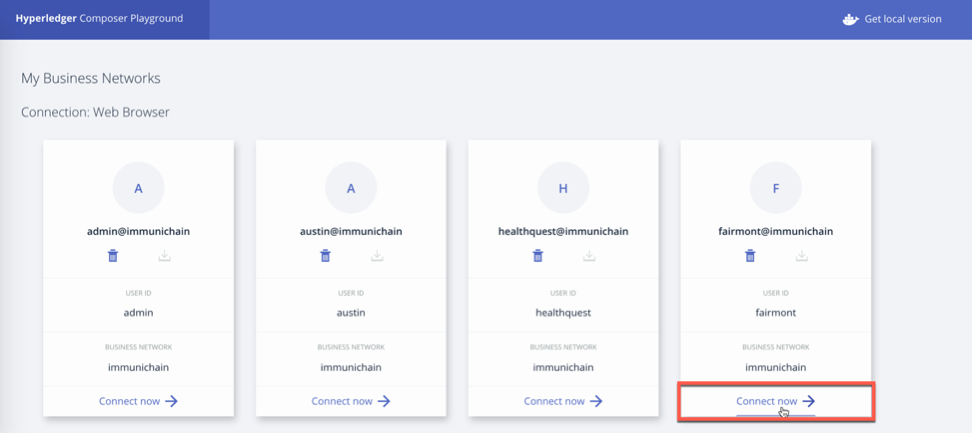 Hyperledger Composer Playground
Get local version
My Business Networks
Connection: Web Browser
A
admin@immunichain
USER ID
admin
BUSINESS NETWORK
immunichain
Connect now
A
austin@immunichain
USER ID
austin
BUSINESS NETWORK
immunichain
Connect now
H
healthquest@immunichain
USER ID
healthquest
BUSINESS NETWORK
immunichain
Connect now
F
fairmont@immunichain
USER ID
fairmont
BUSINESS NETWORK
immunichain
Connect now